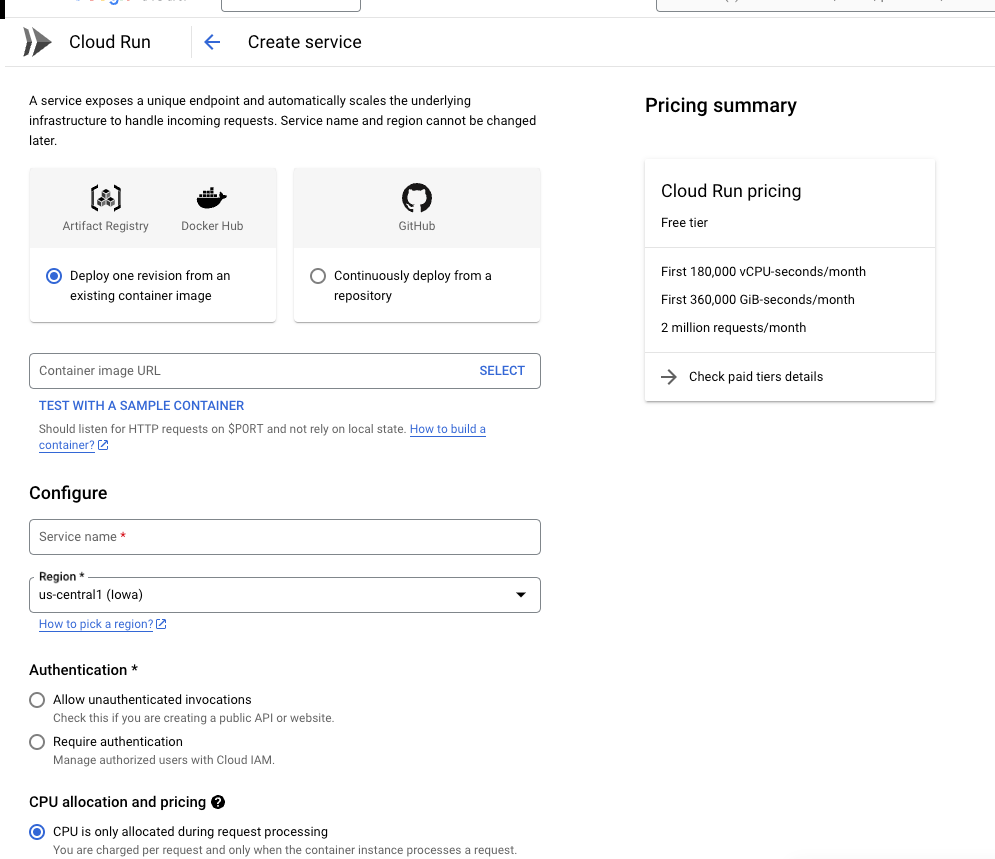 Cloud Run
Create service
A service exposes a unique endpoint and automatically scales the underlying
infrastructure to handle incoming requests. Service name and region cannot be changed
later.
Artifact Registry
Docker Hub
GitHub
Deploy one revision from an
existing container image
Continuously deploy from a
repository
Container image URL
SELECT
TEST WITH A SAMPLE CONTAINER
Should listen for HTTP requests on $PORT and not rely on local state. How to build a
container?
Configure
Service name *
Region *
us-central1 (Iowa)
How to pick a region?
Authentication *
Allow unauthenticated invocations
Check this if you are creating a public API or website.
Require authentication
Manage authorized users with Cloud IAM.
CPU allocation and pricing ?
CPU is only allocated during request processing
You are charged per request and only when the container instance processes a request.
Pricing summary
Cloud Run pricing
Free tier
First 180,000 vCPU-seconds/month
First 360,000 GiB-seconds/month
2 million requests/month
Check paid tiers details